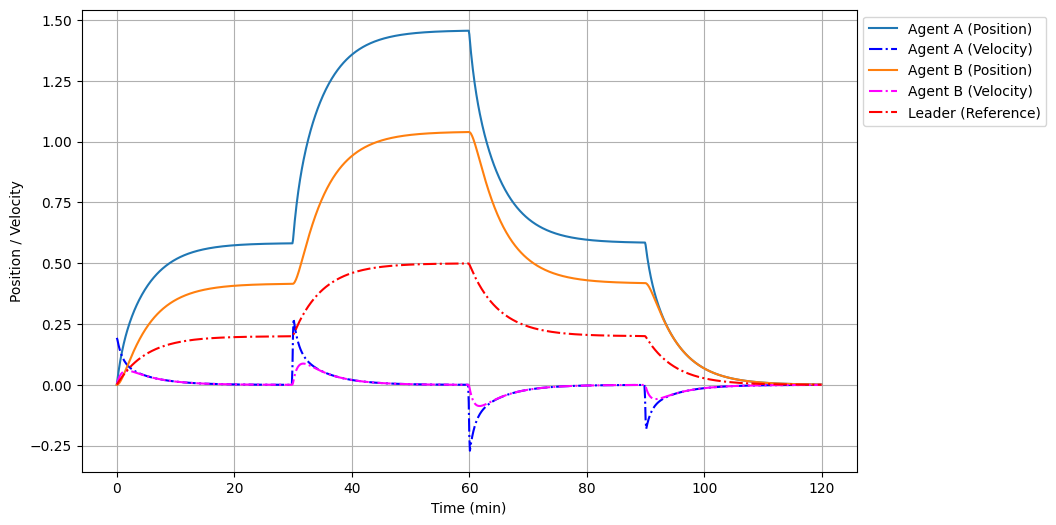 1.50
1.25
1.00
0.75
0.50
0.25
0.00
−0.25
Position / Velocity
0 20 40 60 80 100 120
Time (min)
Agent A (Position)
Agent A (Velocity)
Agent B (Position)
Agent B (Velocity)
Leader (Reference)